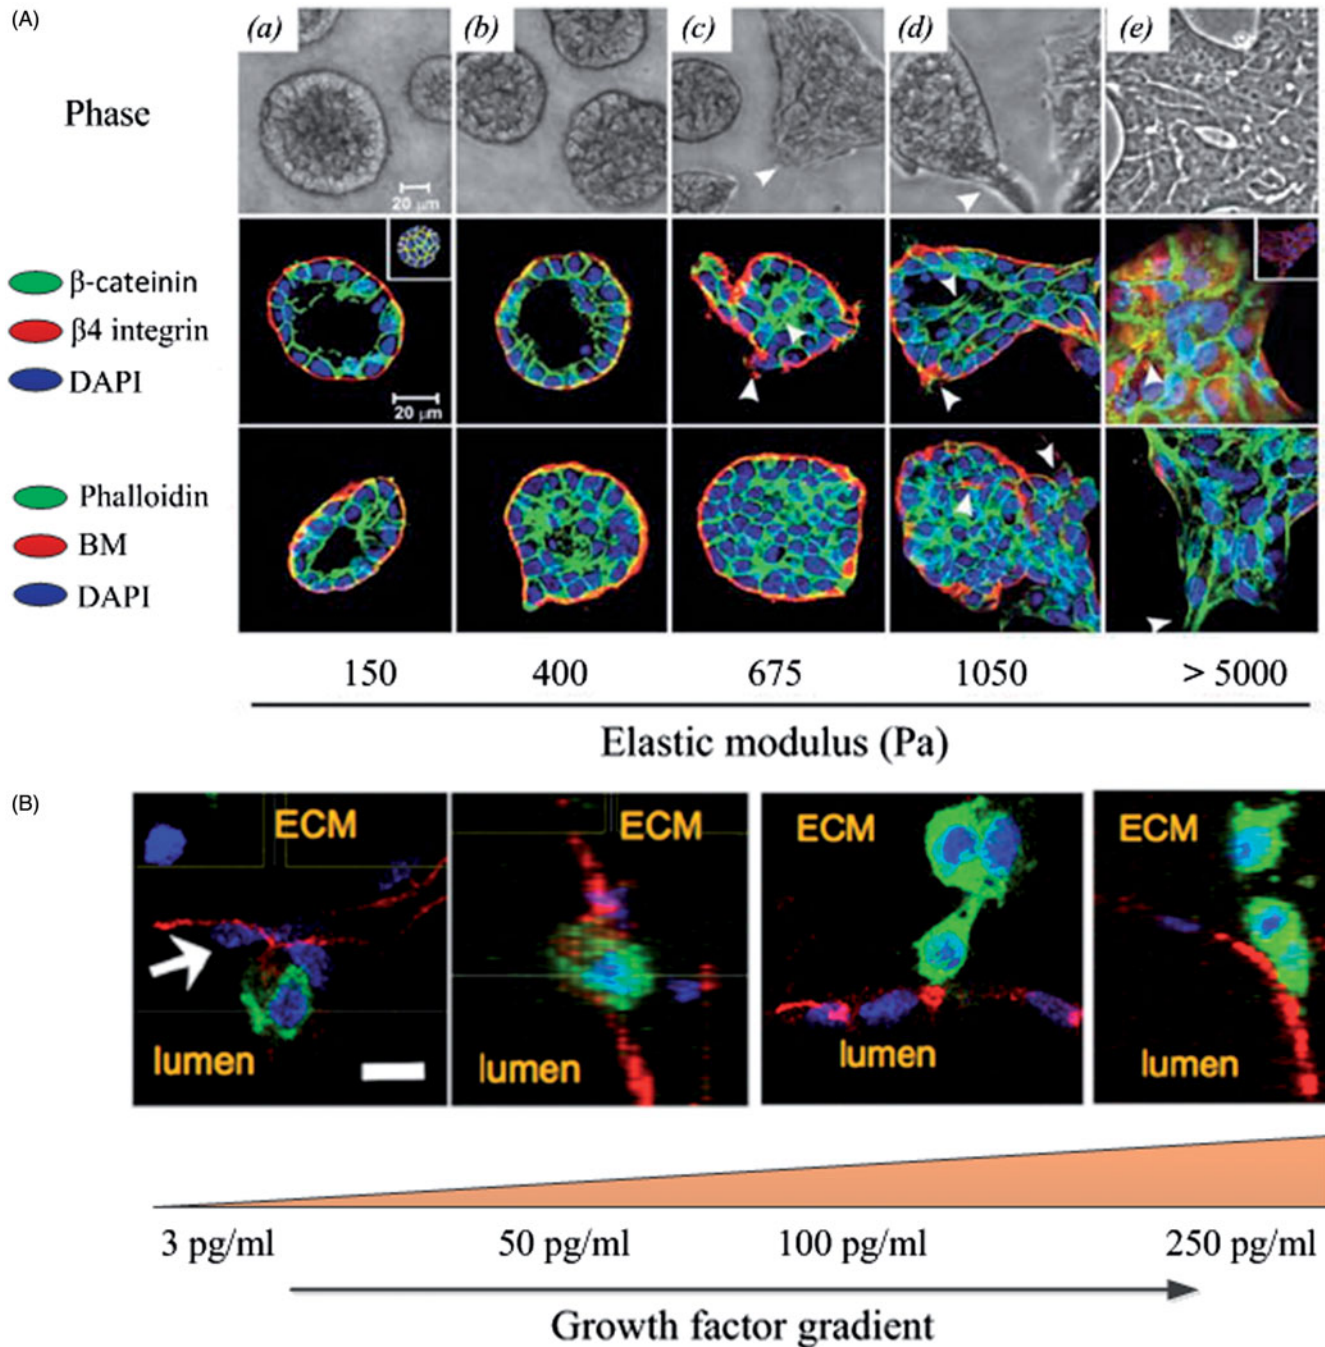 (A)
(a) (b) (c) (d) (e)
Phase
20 μm
β-cateinin
β4 integrin
DAPI
20 μm
Phalloidin
BM
DAPI
150 400 675 1050 > 5000
Elastic modulus (Pa)
(B)
ECM ECM ECM ECM
lumen lumen lumen lumen
3 pg/ml 50 pg/ml 100 pg/ml 250 pg/ml
Growth factor gradient